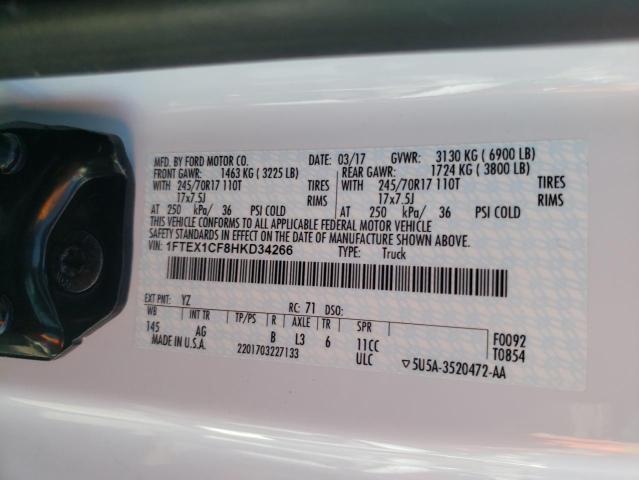 MFD. BY FORD MOTOR CO. DATE: 03/17 GVWR: 3130 KG ( 6900 LB)
FRONT GAWR: 1463 KG ( 3225 LB) REAR GAWR: 1724 KG ( 3800 LB)
WITH 245/70R17 110T TIRES WITH 245/70R17 110T TIRES
17x7.5J RIMS 17x7.5J RIMS
AT 250 kPa/ 36 PSI COLD AT 250 kPa/ 36 PSI COLD
THIS VEHICLE CONFORMS TO ALL APPLICABLE FEDERAL MOTOR VEHICLE
SAFETY STANDARDS IN EFFECT ON THE DATE OF MANUFACTURE SHOWN ABOVE.
VIN: 1FTEX1CF8HKD34266 TYPE: Truck
EXT PNT: YZ RC: 71 DSO:
WB INT TR TP/PS R AXLE TR SPR F0092
145 AG B L3 6 11CC T0854
MADE IN U.S.A. 2201703227133 ULC ▽5U5A-3520472-AA